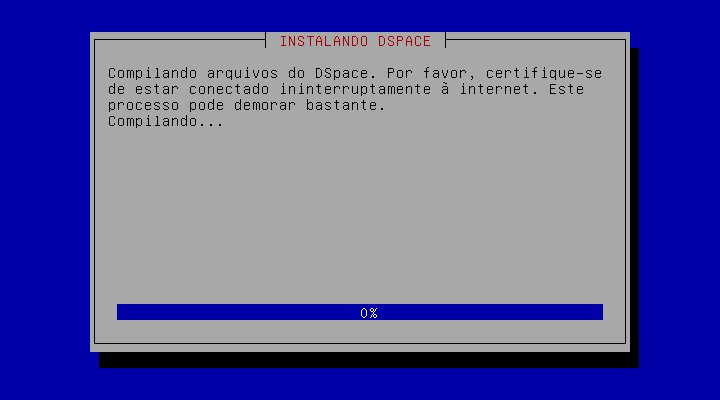 INSTALANDO DSPACE
Compilando arquivos do DSpace. Por favor, certifique-se
de estar conectado ininterruptamente à internet. Este
processo pode demorar bastante.
Compilando...
0%